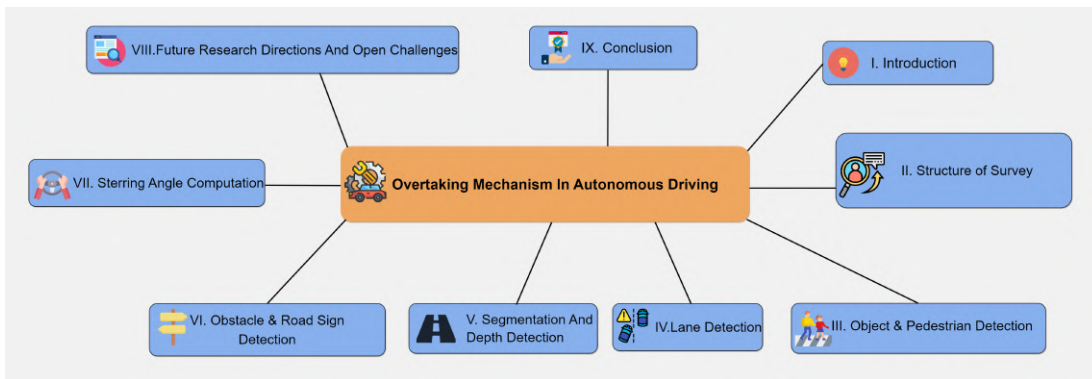 VIII.Future Research Directions And Open Challenges
IX. Conclusion
I. Introduction
II. Structure of Survey
Overtaking Mechanism In Autonomous Driving
VII. Sterring Angle Computation
VI. Obstacle & Road Sign
Detection
V. Segmentation And
Depth Detection
IV.Lane Detection
III. Object & Pedestrian Detection